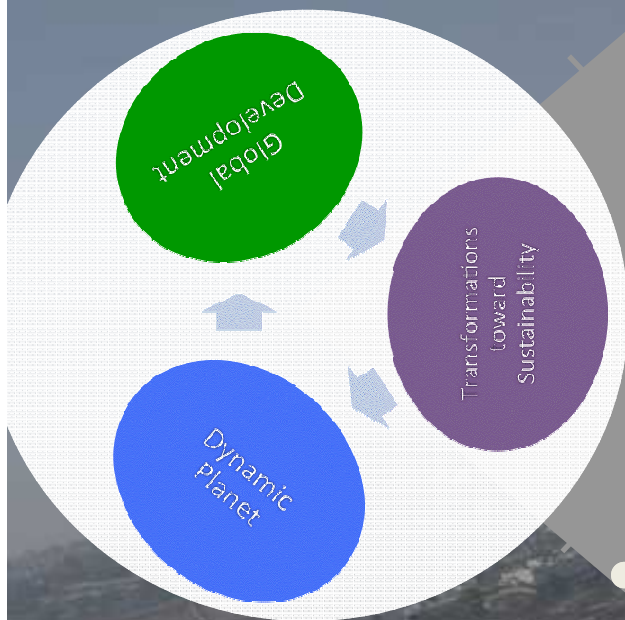 Global
Development
Transformations
toward
Sustainability
Dynamic
Planet